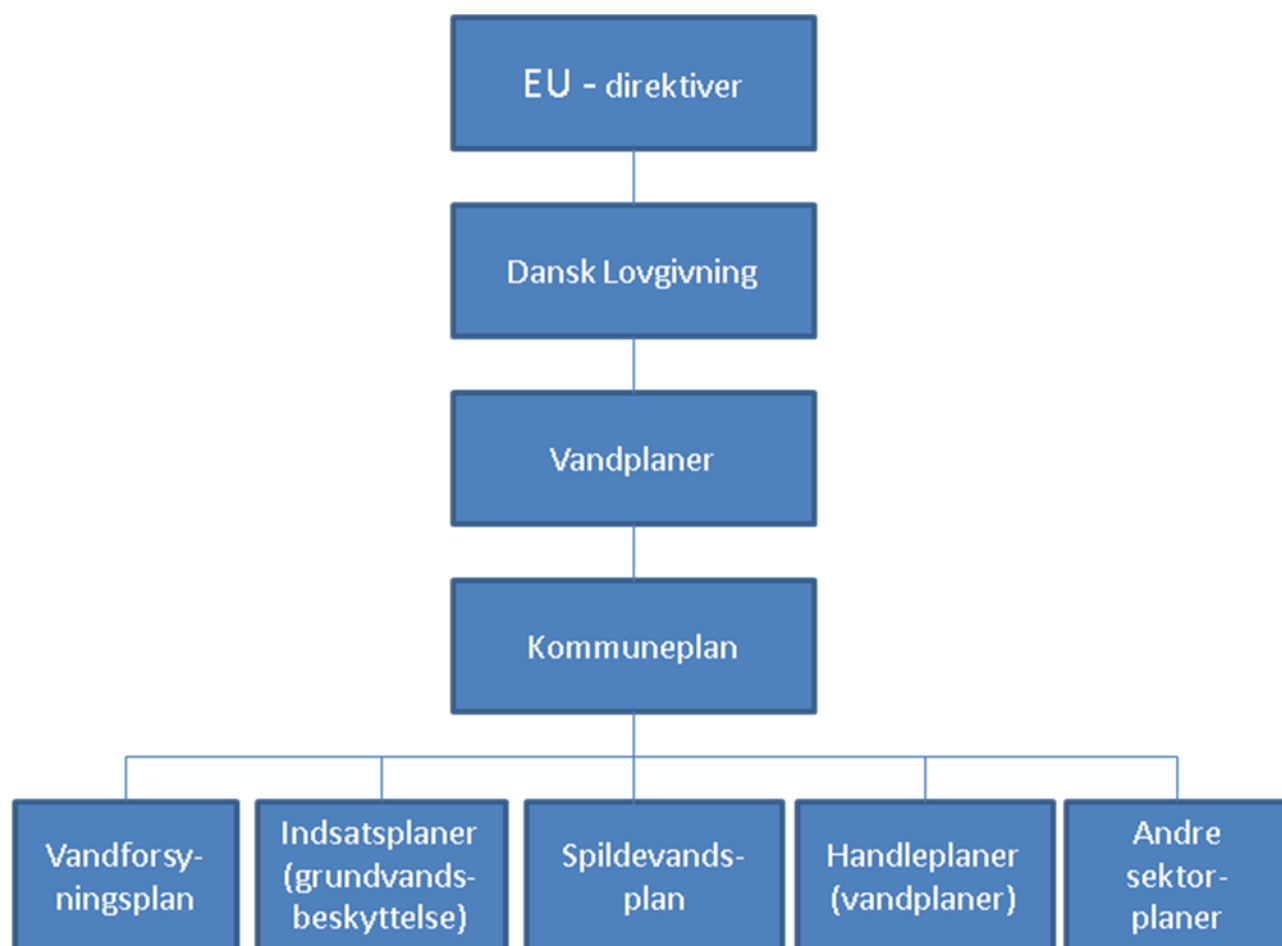 EU - direktiver
Dansk Lovgivning
Vandplaner
Kommuneplan
Vandforsy-
ningsplan
Indsatsplaner
(grundvands-
beskyttelse)
Spildevands-
plan
Handleplaner
(vandplaner)
Andre
sektor-
planer